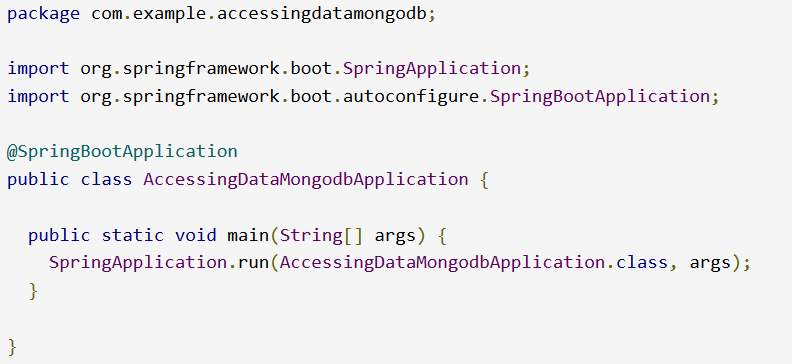 package com.example.accessingdatamongodb;
import org.springframework.boot.SpringApplication;
import org.springframework.boot.autoconfigure.SpringBootApplication;
@SpringBootApplication
public class AccessingDataMongodbApplication {
public static void main(String[] args) {
SpringApplication.run(AccessingDataMongodbApplication.class, args);
}
}